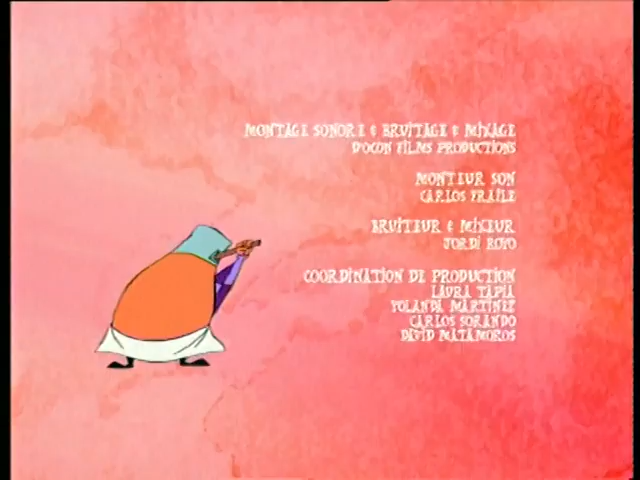 MONTAGE SONORE & BRUITAGE & MIXAGE
D'OCON FILMS PRODUCTIONS
MONTEUR SON
CARLOS FRAILE
BRUITEUR & MIXEUR
JORDI ROYO
COORDINATION DE PRODUCTION
LAURA TAPIA
YOLANDA MARTINEZ
CARLOS SORANDO
DAVID MATAMOROS